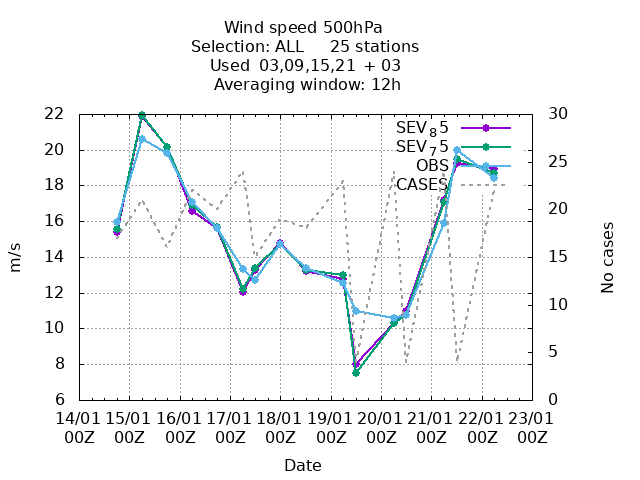 Wind speed 500hPa
Selection: ALL 25 stations
Used 03,09,15,21 + 03
Averaging window: 12h
22
20
18
16
14
12
10
8
6
m/s
30
25
20
15
10
5
0
No cases
SEV85
SEV75
OBS
CASES
14/01 15/01 16/01 17/01 18/01 19/01 20/01 21/01 22/01 23/01
00Z 00Z 00Z 00Z 00Z 00Z 00Z 00Z 00Z 00Z
Date